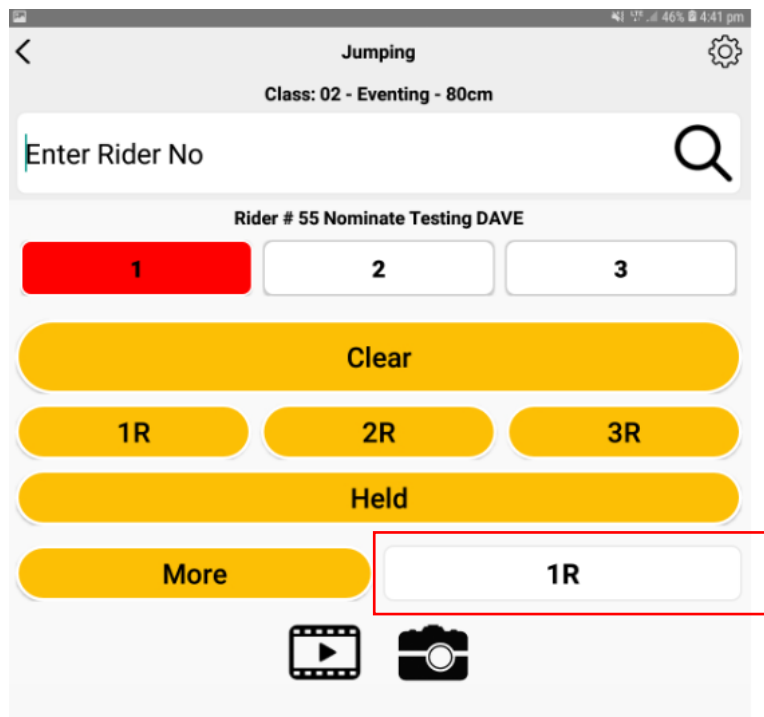 46% 4:41 pm
Jumping
Class: 02 - Eventing - 80cm
Enter Rider No
Rider # 55 Nominate Testing DAVE
1 2 3
Clear
1R 2R 3R
Held
More 1R